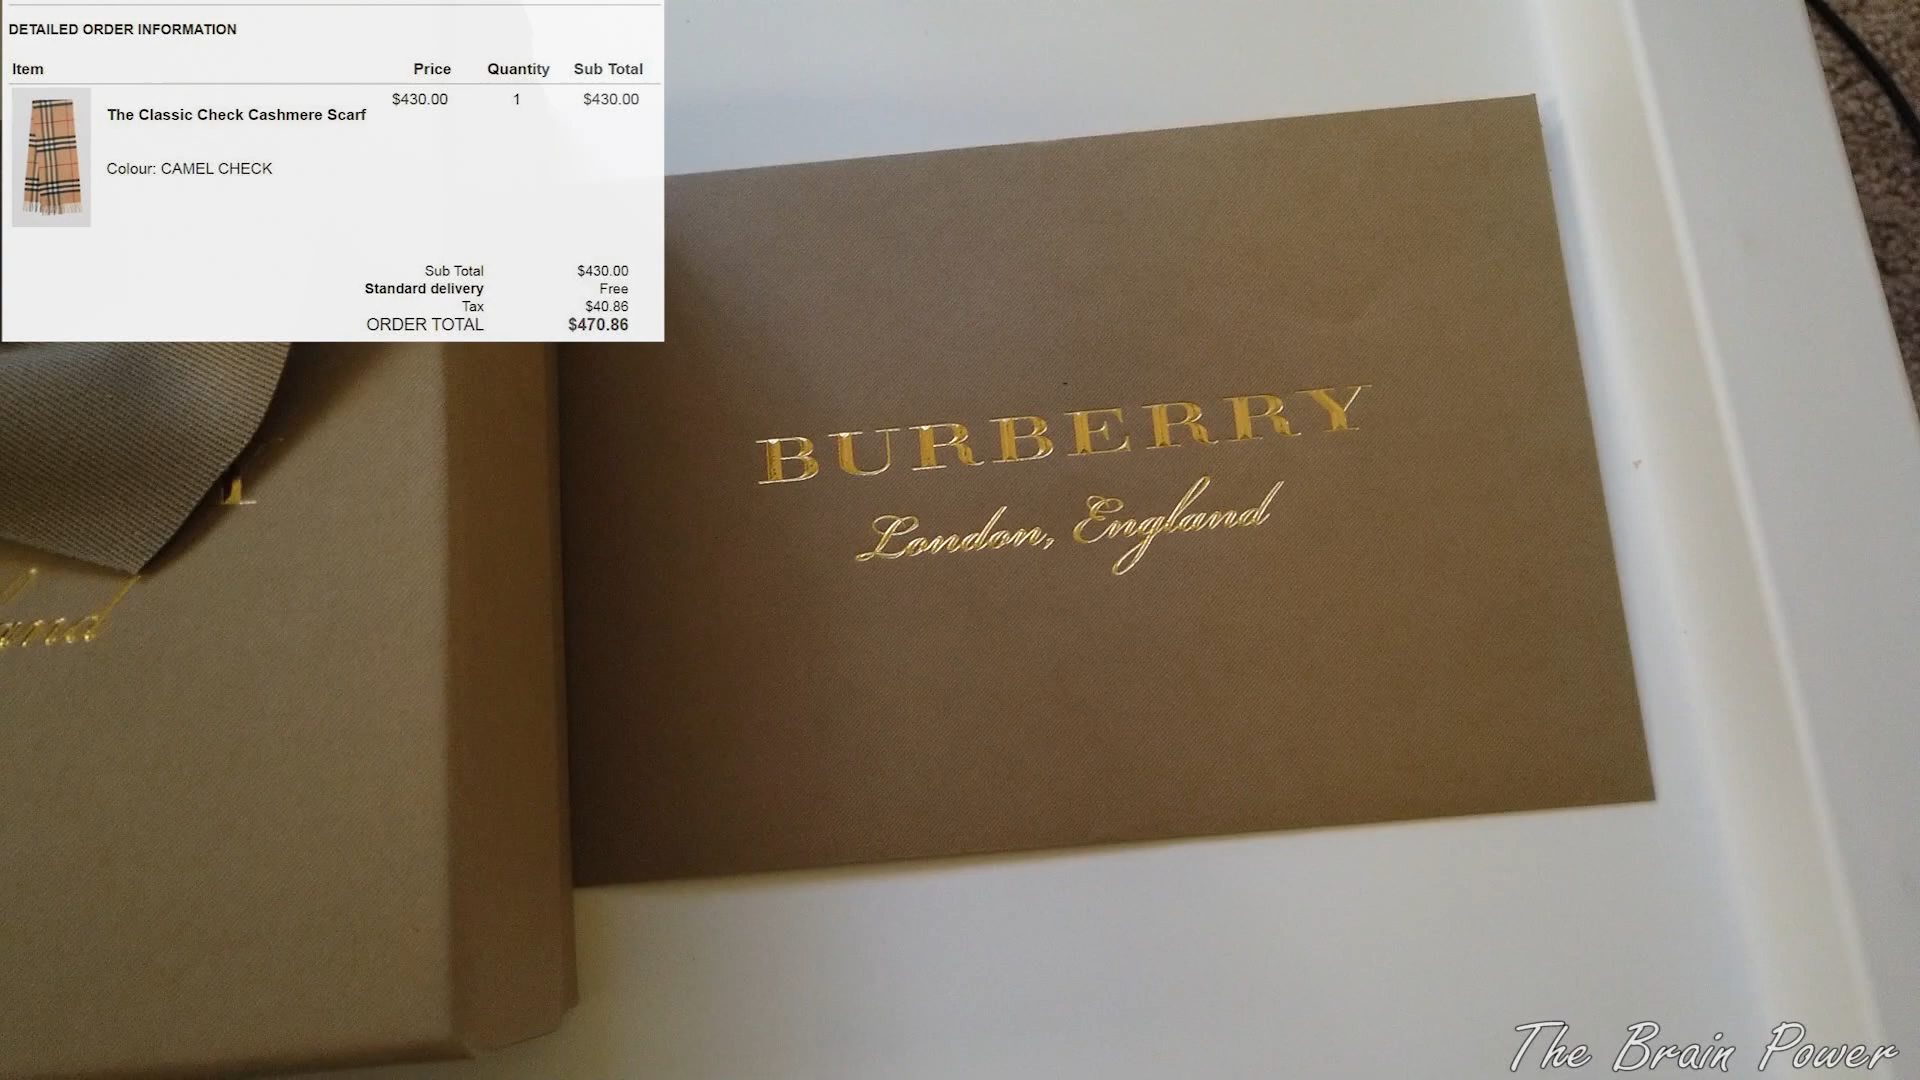 DETAILED ORDER INFORMATION
Item Price Quantity Sub Total
The Classic Check Cashmere Scarf $430.00 1 $430.00
Colour: CAMEL CHECK
Sub Total $430.00
Standard delivery Free
Tax $40.86
ORDER TOTAL $470.86
BURBERRY
London, England
The Brain Power